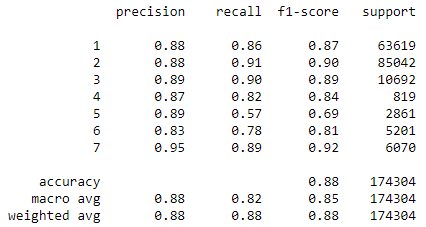 precision recall f1-score support
1 0.88 0.86 0.87 63619
2 0.88 0.91 0.90 85042
3 0.89 0.90 0.89 10692
4 0.87 0.82 0.84 819
5 0.89 0.57 0.69 2861
6 0.83 0.78 0.81 5201
7 0.95 0.89 0.92 6070
accuracy 0.88 174304
macro avg 0.88 0.82 0.85 174304
weighted avg 0.88 0.88 0.88 174304